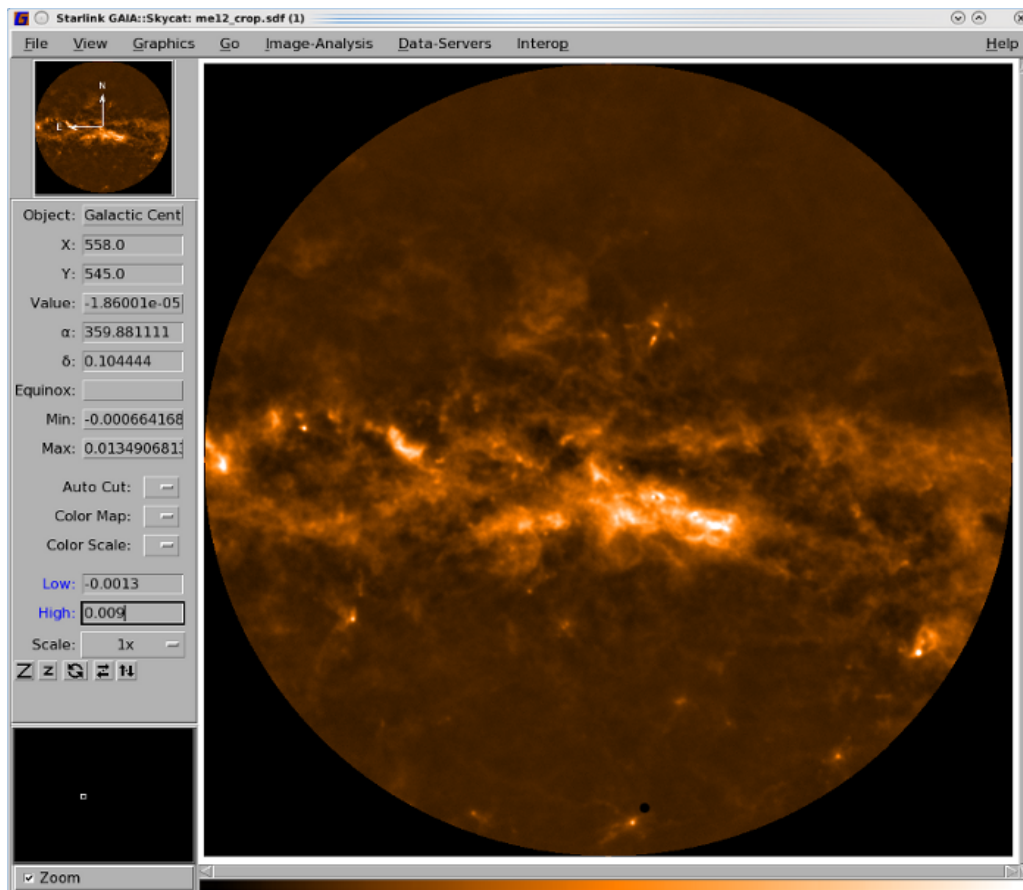 Starlink GAIA::Skycat: me12_crop.sdf (1)
File View Graphics Go Image-Analysis Data-Servers Interop Help
N
E
Object: Galactic Cent
X: 558.0
Y: 545.0
Value: -1.86001e-05
α: 359.881111
δ: 0.104444
Equinox:
Min: -0.000664168
Max: 0.0134906813
Auto Cut:
Color Map:
Color Scale:
Low: -0.0013
High: 0.009
Scale: 1x
Z z
Zoom